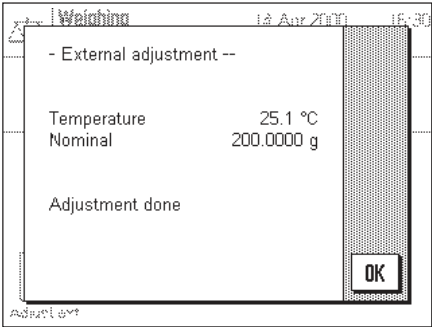 Weighing 14 Apr 2000 16:30
- External adjustment --
Temperature 25.1 °C
Nominal 200.0000 g
Adjustment done
OK
Adjust ext